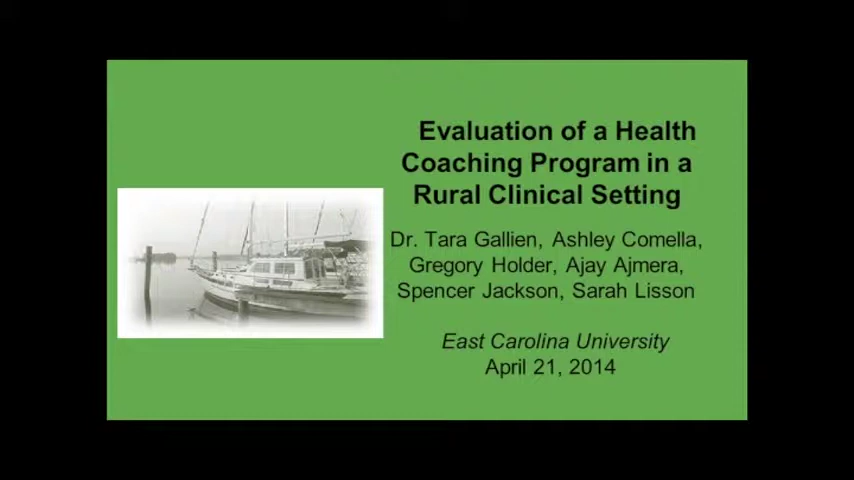 Evaluation of a Health
Coaching Program in a
Rural Clinical Setting
Dr. Tara Gallien, Ashley Comella,
Gregory Holder, Ajay Ajmera,
Spencer Jackson, Sarah Lisson
East Carolina University
April 21, 2014